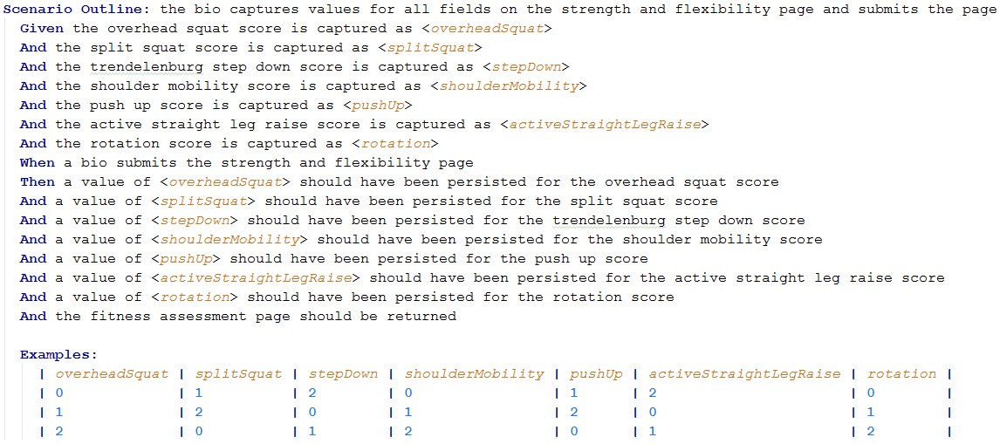 Scenario Outline: the bio captures values for all fields on the strength and flexibility page and submits the page
Given the overhead squat score is captured as <overheadSquat>
And the split squat score is captured as <splitSquat>
And the trendelenburg step down score is captured as <stepDown>
And the shoulder mobility score is captured as <shoulderMobility>
And the push up score is captured as <pushUp>
And the active straight leg raise score is captured as <activeStraightLegRaise>
And the rotation score is captured as <rotation>
When a bio submits the strength and flexibility page
Then a value of <overheadSquat> should have been persisted for the overhead squat score
And a value of <splitSquat> should have been persisted for the split squat score
And a value of <stepDown> should have been persisted for the trendelenburg step down score
And a value of <shoulderMobility> should have been persisted for the shoulder mobility score
And a value of <pushUp> should have been persisted for the push up score
And a value of <activeStraightLegRaise> should have been persisted for the active straight leg raise score
And a value of <rotation> should have been persisted for the rotation score
And the fitness assessment page should be returned
Examples:
| overheadSquat | splitSquat | stepDown | shoulderMobility | pushUp | activeStraightLegRaise | rotation |
| 0 | 1 | 2 | 0 | 1 | 2 | 0 |
| 1 | 2 | 0 | 1 | 2 | 0 | 1 |
| 2 | 0 | 1 | 2 | 0 | 1 | 2 |